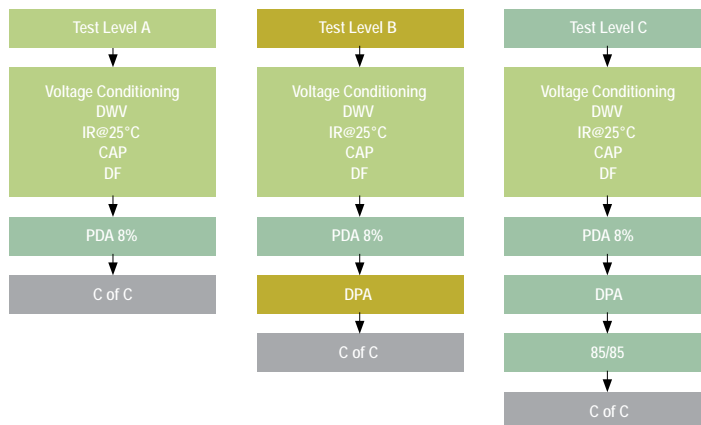 Test Level A
Voltage Conditioning
DWV
IR@25°C
CAP
DF
PDA 8%
C of C
Test Level B
Voltage Conditioning
DWV
IR@25°C
CAP
DF
PDA 8%
DPA
C of C
Test Level C
Voltage Conditioning
DWV
IR@25°C
CAP
DF
PDA 8%
DPA
85/85
C of C